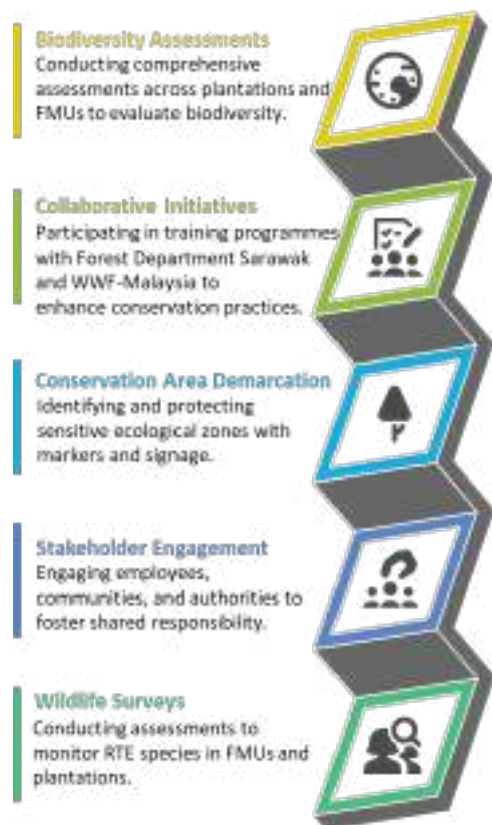 Biodiversity Assessments
Conducting comprehensive
assessments across plantations and
FMUs to evaluate biodiversity.
Collaborative Initiatives
Participating in training programmes
with Forest Department Sarawak
and WWF-Malaysia to
enhance conservation practices.
Conservation Area Demarcation
Identifying and protecting
sensitive ecological zones with
markers and signage.
Stakeholder Engagement
Engaging employees,
communities, and authorities to
foster shared responsibility.
Wildlife Surveys
Conducting assessments to
monitor RTE species in FMUs and
plantations.